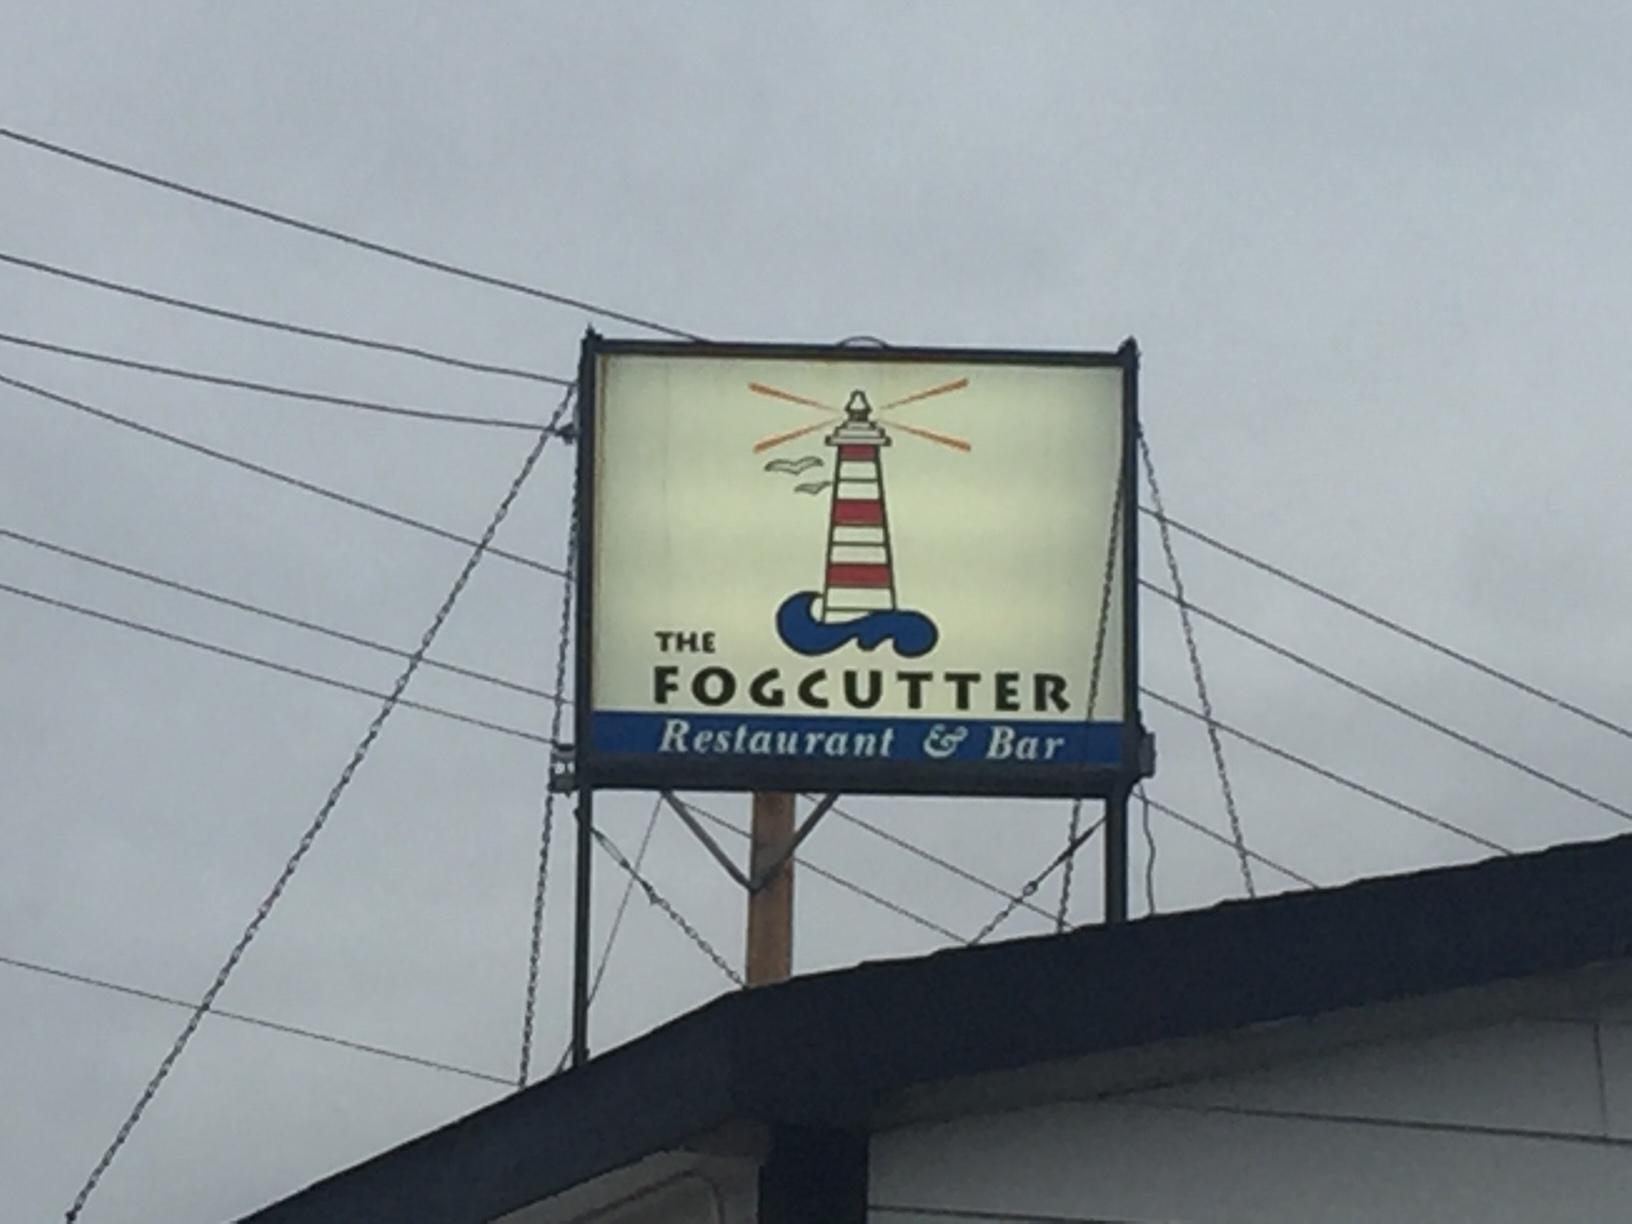 THE
FOGCUTTER
Restaurant & Bar